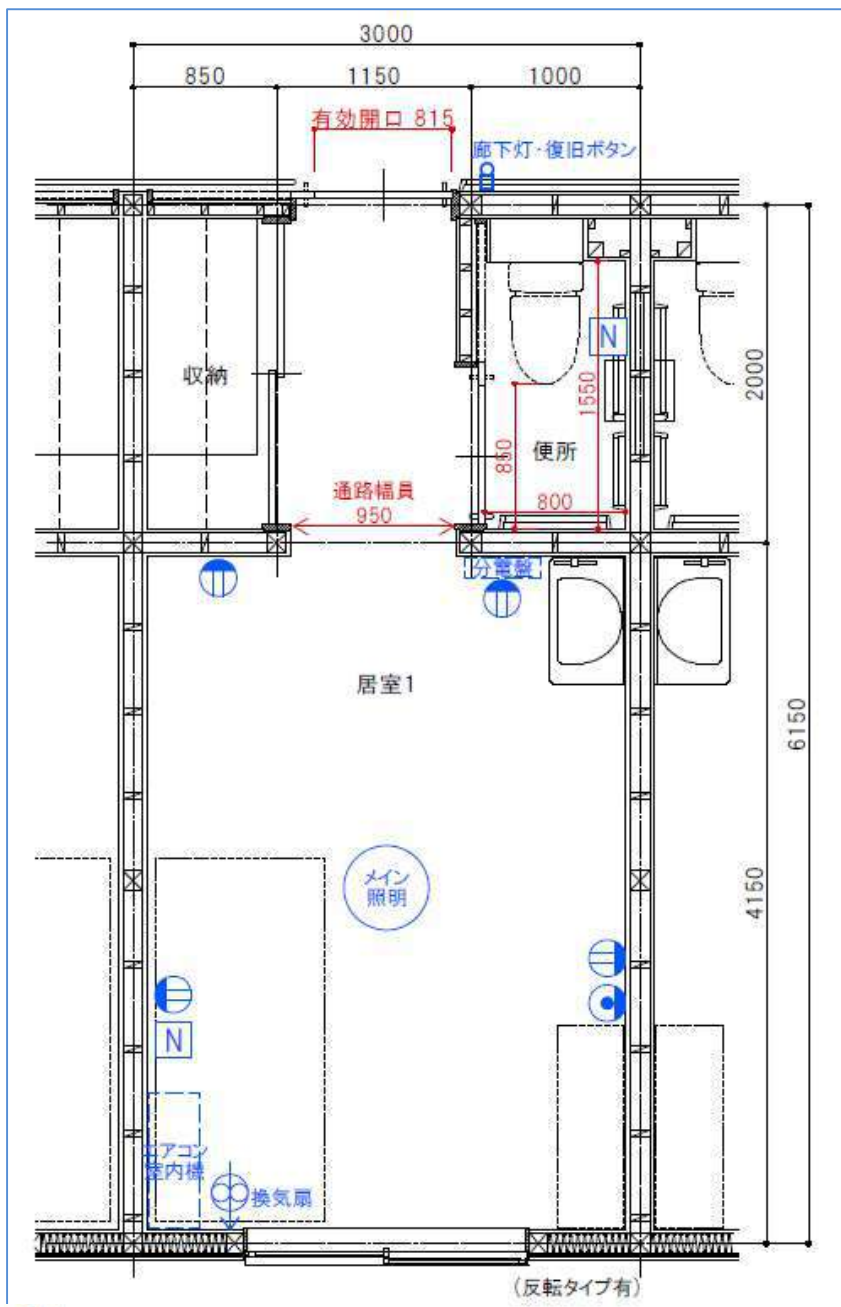 3000
850
1150
1000
有効開口 815
廊下灯・復旧ボタン
収納
N
1550
2000
850
便所
通路幅員
950
800
分電盤
居室1
6150
メイン
照明
4150
N
エアコン
室内機
換気扇
(反転タイプ有)